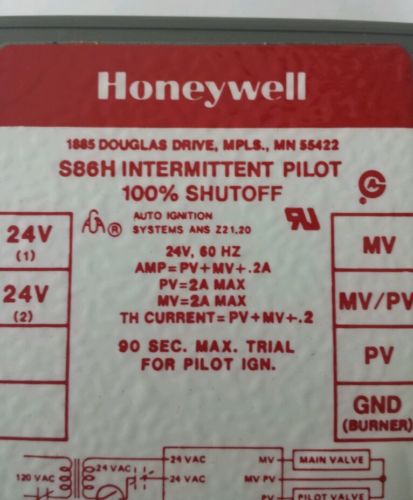 Honeywell
1885 DOUGLAS DRIVE, MPLS., MN 55422
S86H INTERMITTENT PILOT
100% SHUTOFF
AUTO IGNITION
SYSTEMS ANS Z21.20
24V, 60 HZ
AMP=PV+MV+.2A
PV=2A MAX
MV=2A MAX
TH CURRENT=PV+MV+.2
90 SEC. MAX. TRIAL
FOR PILOT IGN.
24V
(1)
24V
(2)
MV
MV/PV
PV
GND
(BURNER)
120 VAC
24 VAC
24 VAC
24 VAC
MV
MV PV
PV
MAIN VALVE
PILOT VALVE